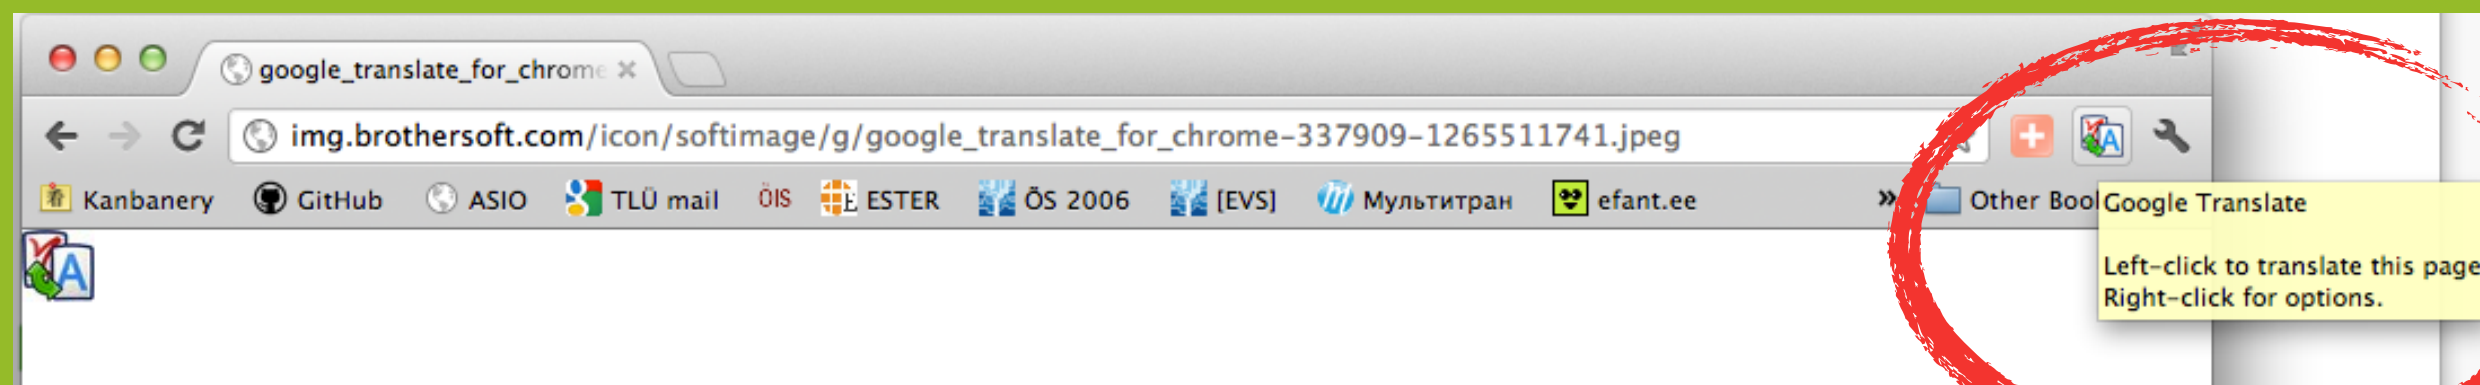 google_translate_for_chrome
img.brothersoft.com/icon/softimage/g/google_translate_for_chrome-337909-1265511741.jpeg
Kanbanery GitHub ASIO TLÜ mail ÕIS ESTER ÕS 2006 [EVS] Мультитран efant.ee » Other Boo
Google Translate
Left-click to translate this page
Right-click for options.